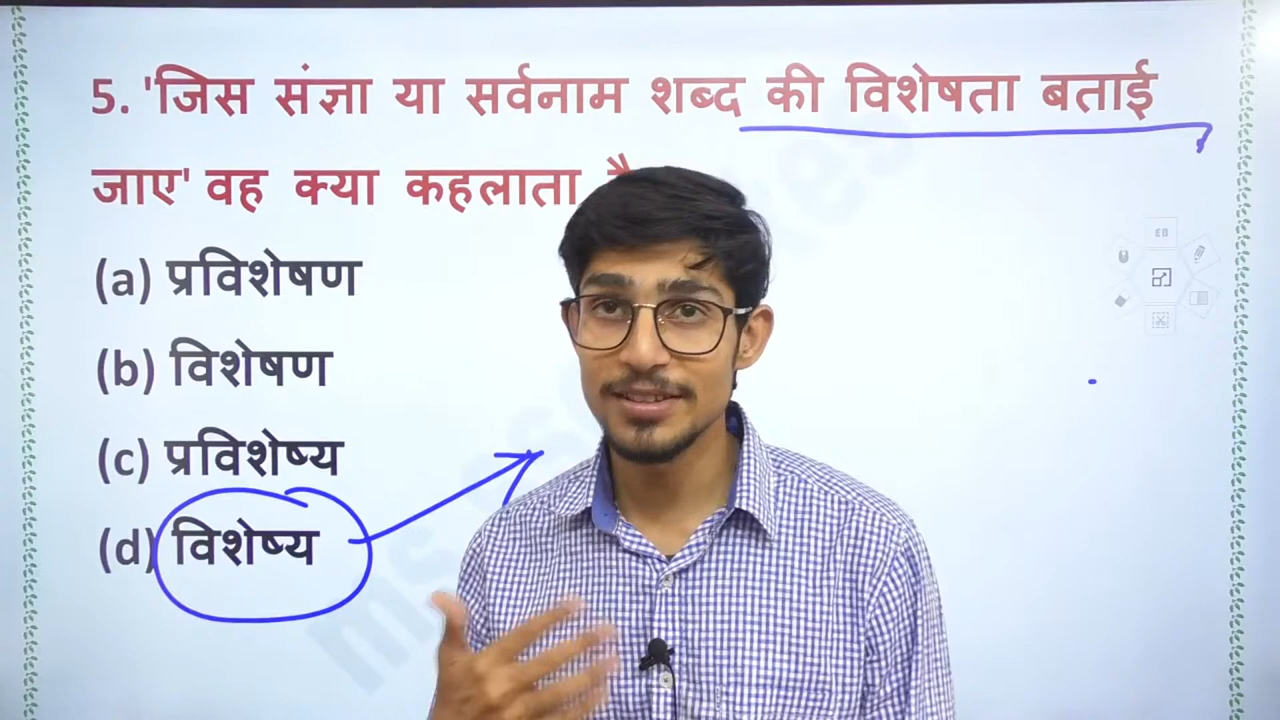 5. 'जिस संज्ञा या सर्वनाम शब्द की विशेषता बताई
जाए' वह क्या कहलाता है
(a) प्रविशेषण
(b) विशेषण
(c) प्रविशेष्य
(d) विशेष्य